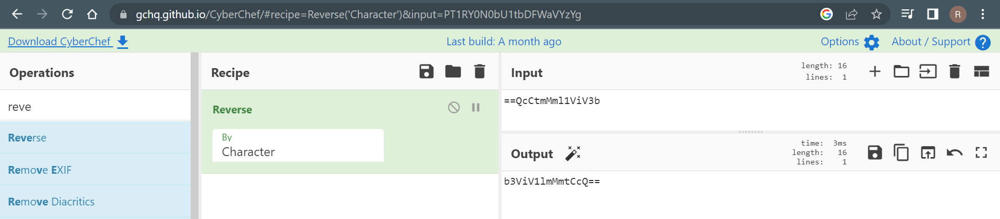 gchq.github.io/CyberChef/#recipe=Reverse('Character')&input=PT1RY0N0bU1tbDFWaVYzYg
R
Download CyberChef
Last build: A month ago
Options
About / Support ?
Operations
reve
Reverse
Remove EXIF
Remove Diacritics
Recipe
Reverse
By
Character
Input
length: 16
lines: 1
==QcCtmMml1ViV3b
Output
time: 3ms
length: 16
lines: 1
b3ViV1lmMmtCcQ==